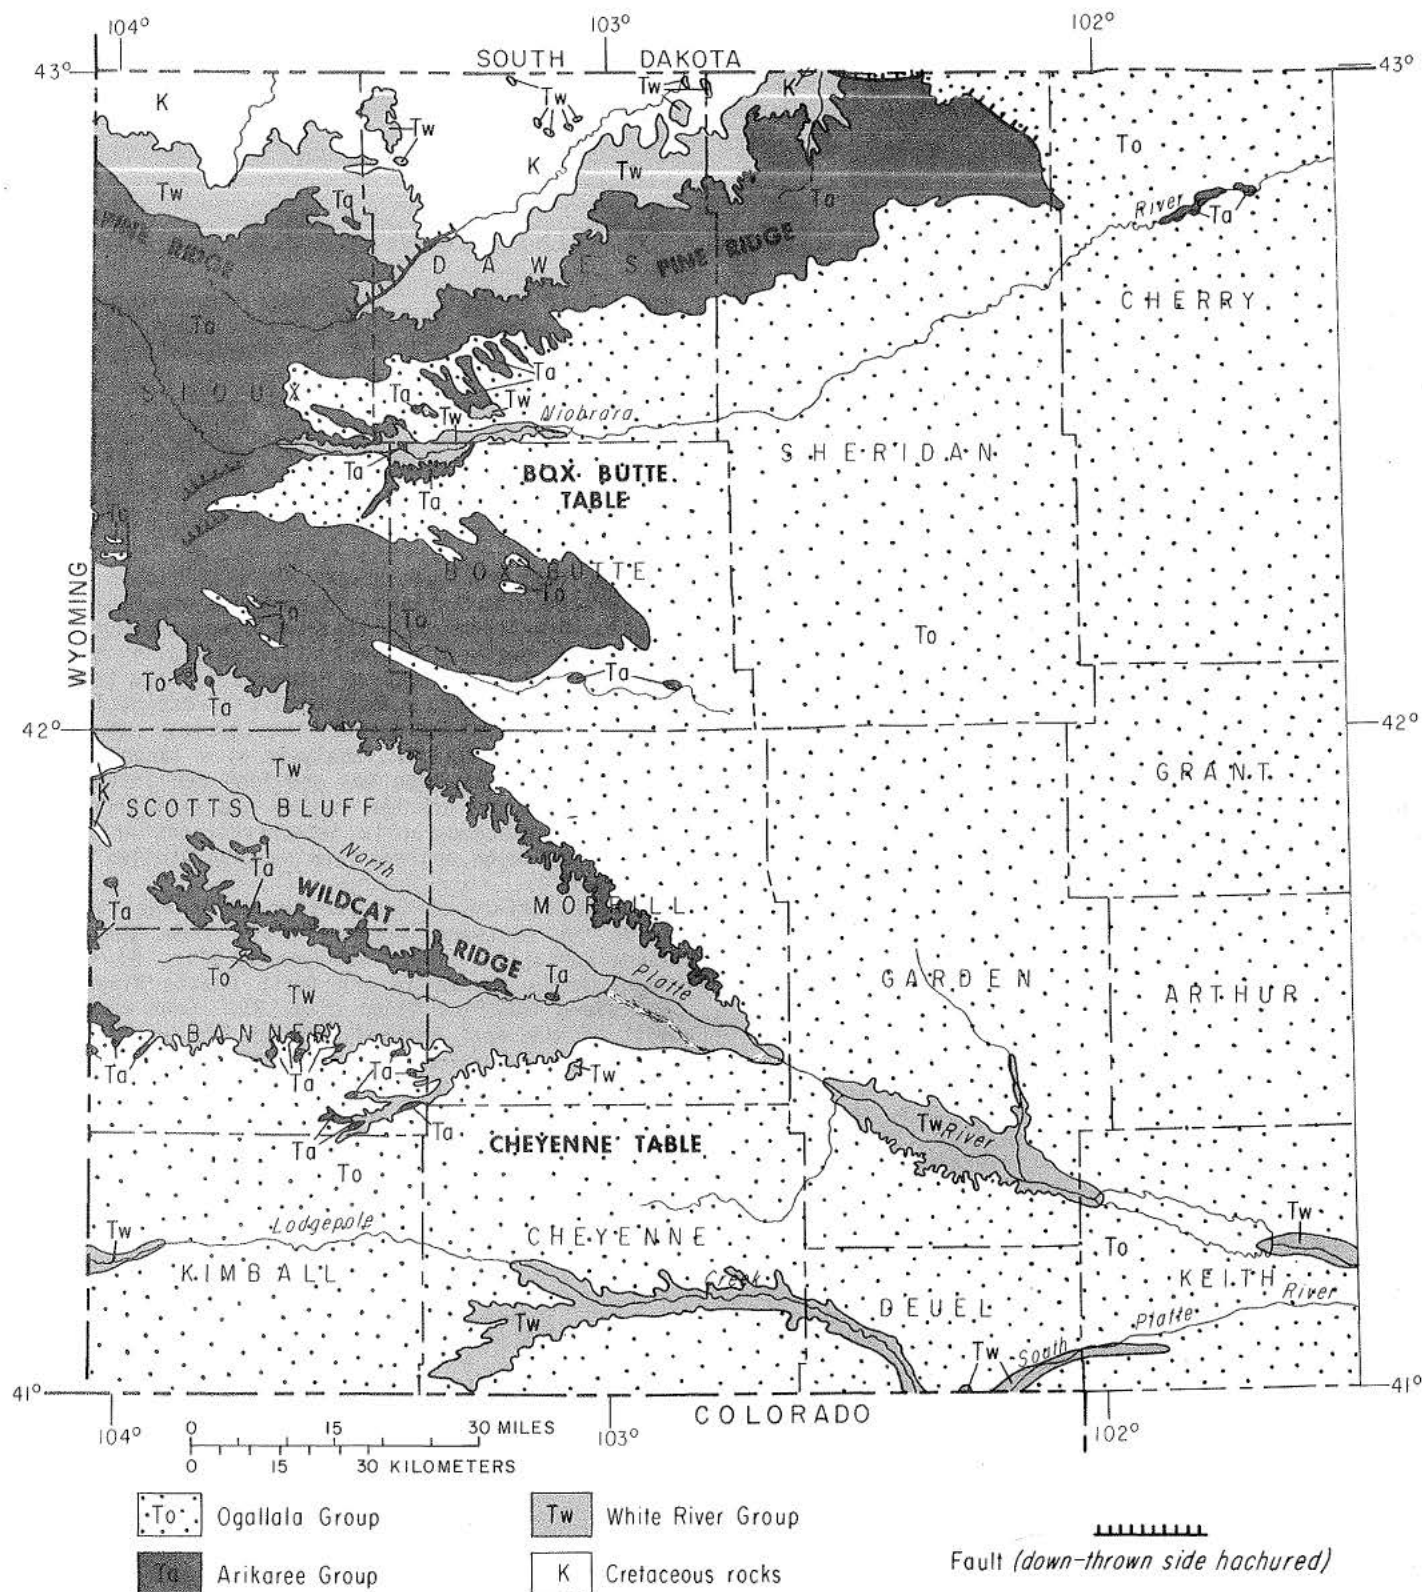 104° 103° 102°
SOUTH DAKOTA
43° 43°
K Tw Tw K
Tw K To
Tw Tw
Ta Ta River Ta
PINE RIDGE PINE RIDGE
DAWES
CHERRY
Ta
Ta
SIOUX Ta Tw
Tw Niobrara
SHERIDAN
Ta BOX BUTTE
Ta TABLE
To
WYOMING
BOX BUTTE
To
To To
To
To Ta
Ta
42° 42°
Tw GRANT
K
SCOTTS BLUFF
North
Ta
WILDCAT
Ta MORRILL
RIDGE
To Ta Platte GARDEN
Tw ARTHUR
BANNER
Ta Ta Ta Tw
Ta Tw River
CHEYENNE TABLE
Ta
To
Tw Lodgepole Tw
CHEYENNE To
KIMBALL KEITH
Creek River
DEUEL Platte
Tw Tw South
41° 41°
COLORADO
104° 103° 102°
0 15 30 MILES
0 15 30 KILOMETERS
To Ogallala Group
Tw White River Group
Ta Arikaree Group
K Cretaceous rocks
Fault (down-thrown side hachured)